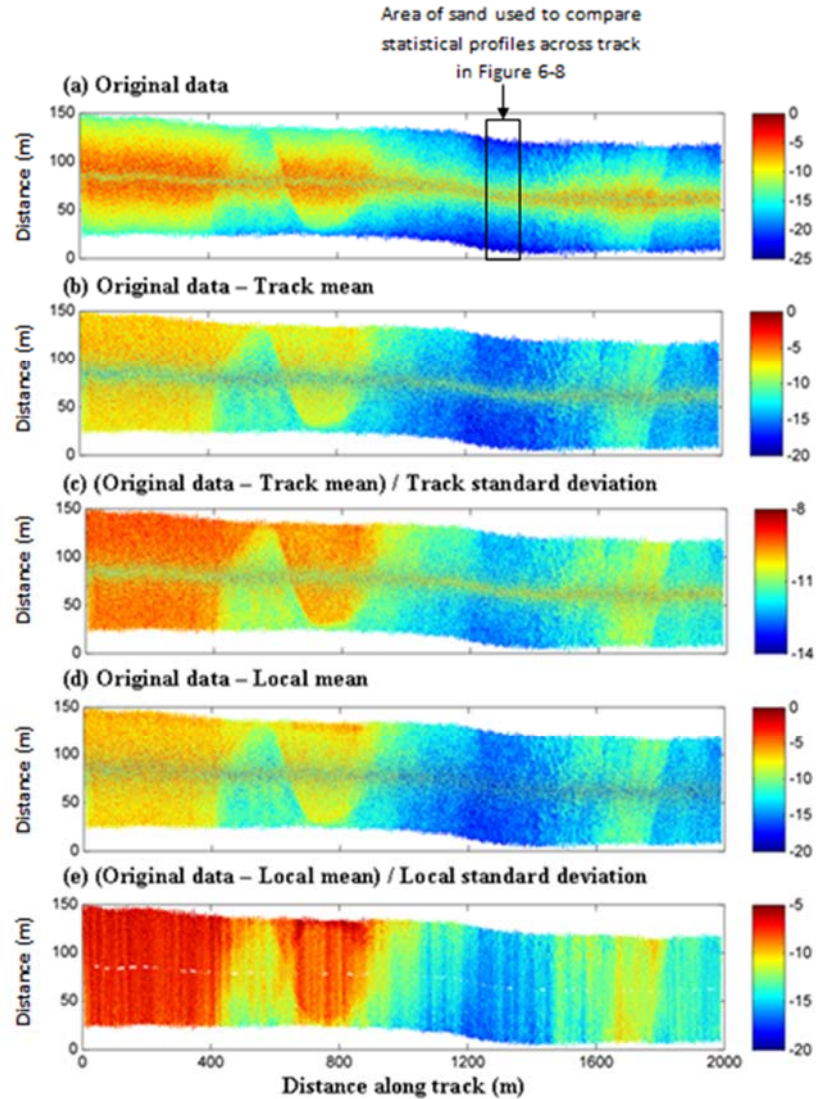 Area of sand used to compare
statistical profiles across track
in Figure 6-8
(a) Original data
150
100
50
0
Distance (m)
0
-5
-10
-15
-20
-25
(b) Original data – Track mean
150
100
50
0
Distance (m)
0
-5
-10
-15
-20
(c) (Original data – Track mean) / Track standard deviation
150
100
50
0
Distance (m)
-8
-11
-14
(d) Original data – Local mean
150
100
50
0
Distance (m)
0
-5
-10
-15
-20
(e) (Original data – Local mean) / Local standard deviation
150
100
50
0
Distance (m)
-5
-10
-15
-20
0 400 800 1200 1600 2000
Distance along track (m)